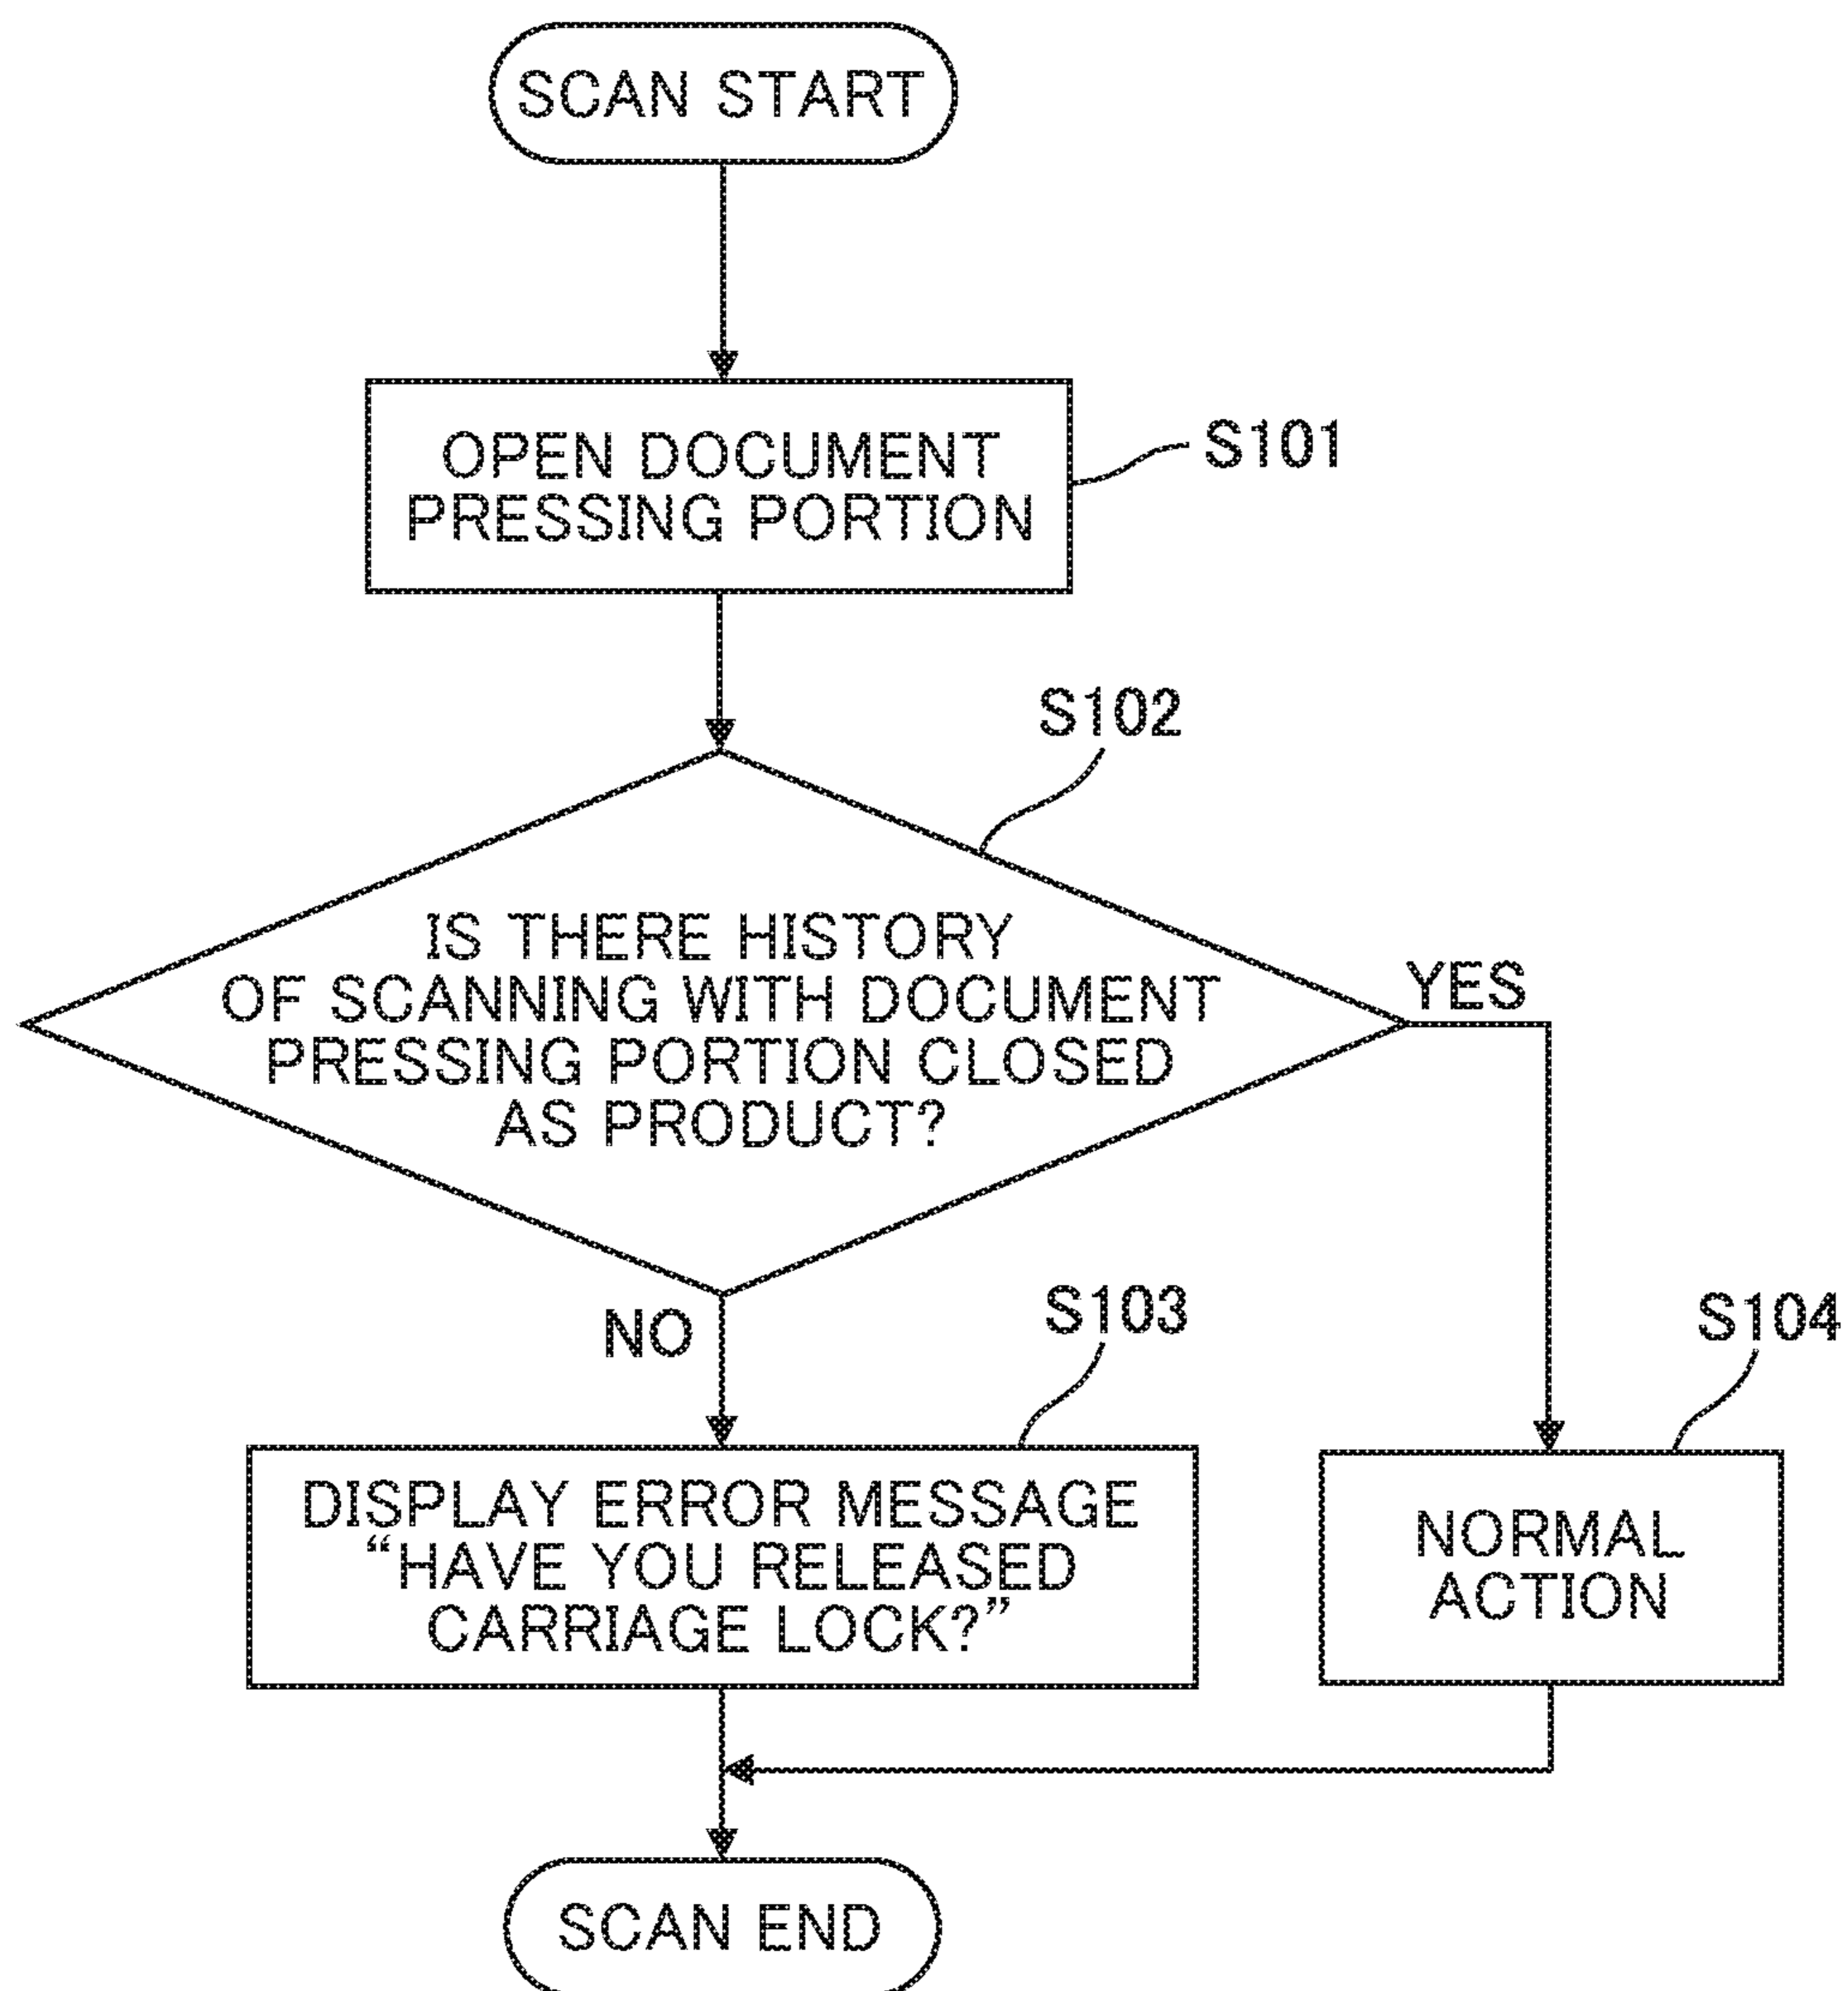 SCAN START
OPEN DOCUMENT
PRESSING PORTION
S101
S102
IS THERE HISTORY
OF SCANNING WITH DOCUMENT
PRESSING PORTION CLOSED
AS PRODUCT?
YES
NO
S103
S104
DISPLAY ERROR MESSAGE
“HAVE YOU RELEASED
CARRIAGE LOCK?”
NORMAL
ACTION
SCAN END